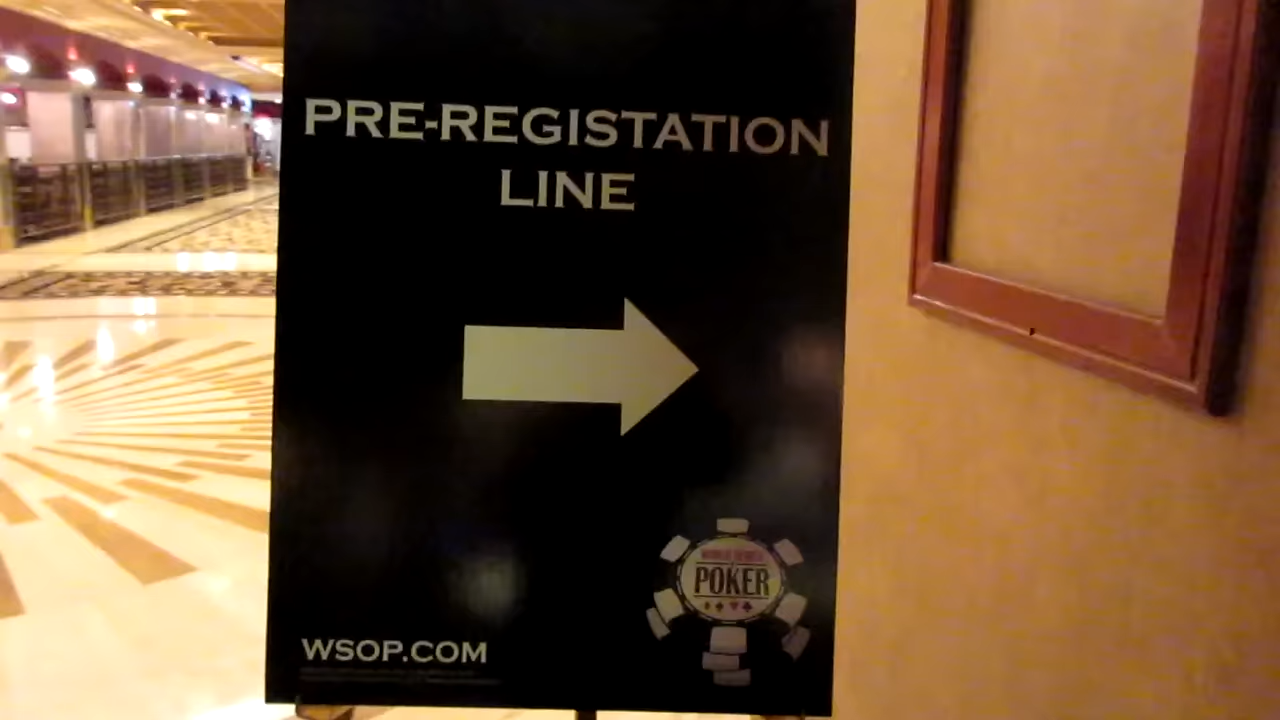 PRE-REGISTATION
LINE
WORLD SERIES
POKER
WSOP.COM